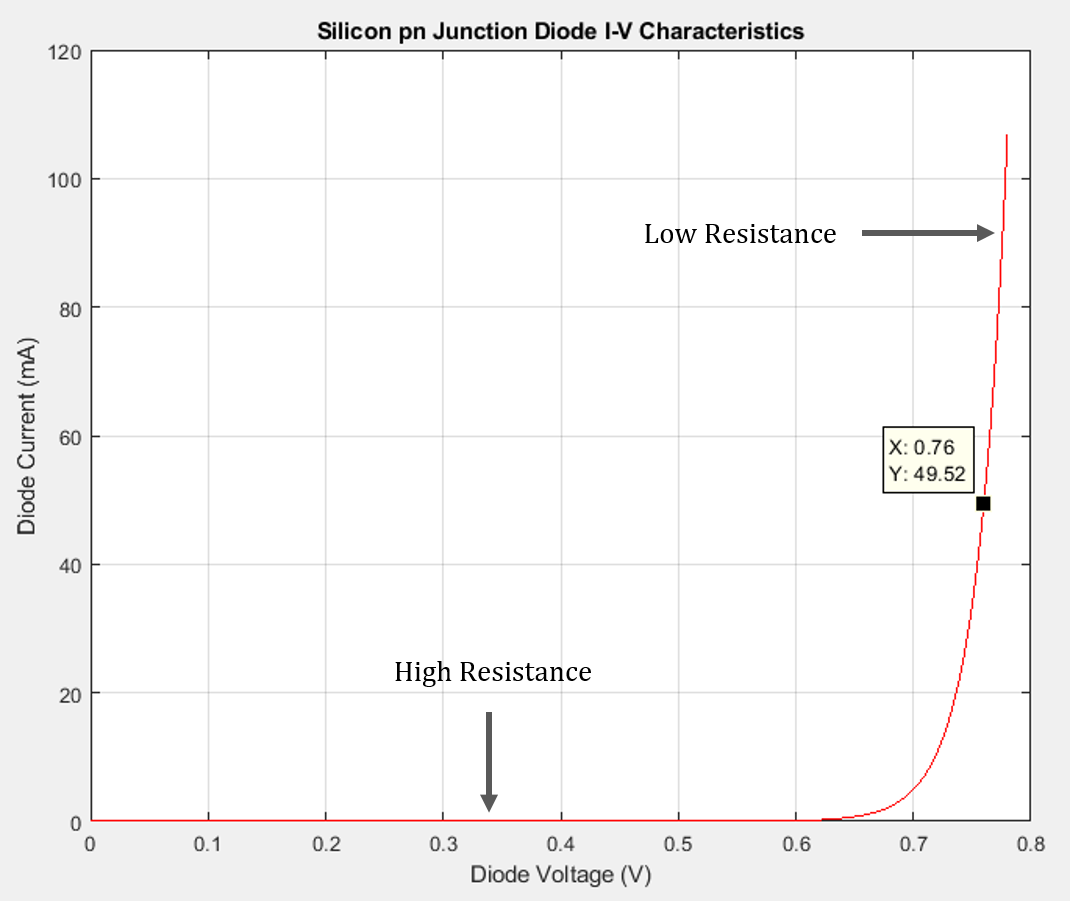 Silicon pn Junction Diode I-V Characteristics
120
100
80
60
40
20
0
Diode Current (mA)
Low Resistance
X: 0.76
Y: 49.52
High Resistance
0
0.1
0.2
0.3
0.4
0.5
0.6
0.7
0.8
Diode Voltage (V)